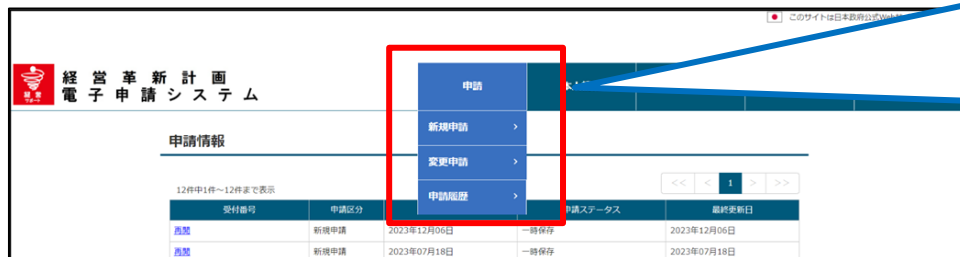 このサイトは日本政府公式Web
経営革新計画
電子申請システム
経営
サポート
申請
新規申請 >
変更申請 >
申請履歴 >
申請情報
12件中1件~12件まで表示
<< < 1 > >>
受付番号 申請区分 申請ステータス 最終更新日
再開 新規申請 2023年12月06日 一時保存 2023年12月06日
再開 新規申請 2023年07月18日 一時保存 2023年07月18日